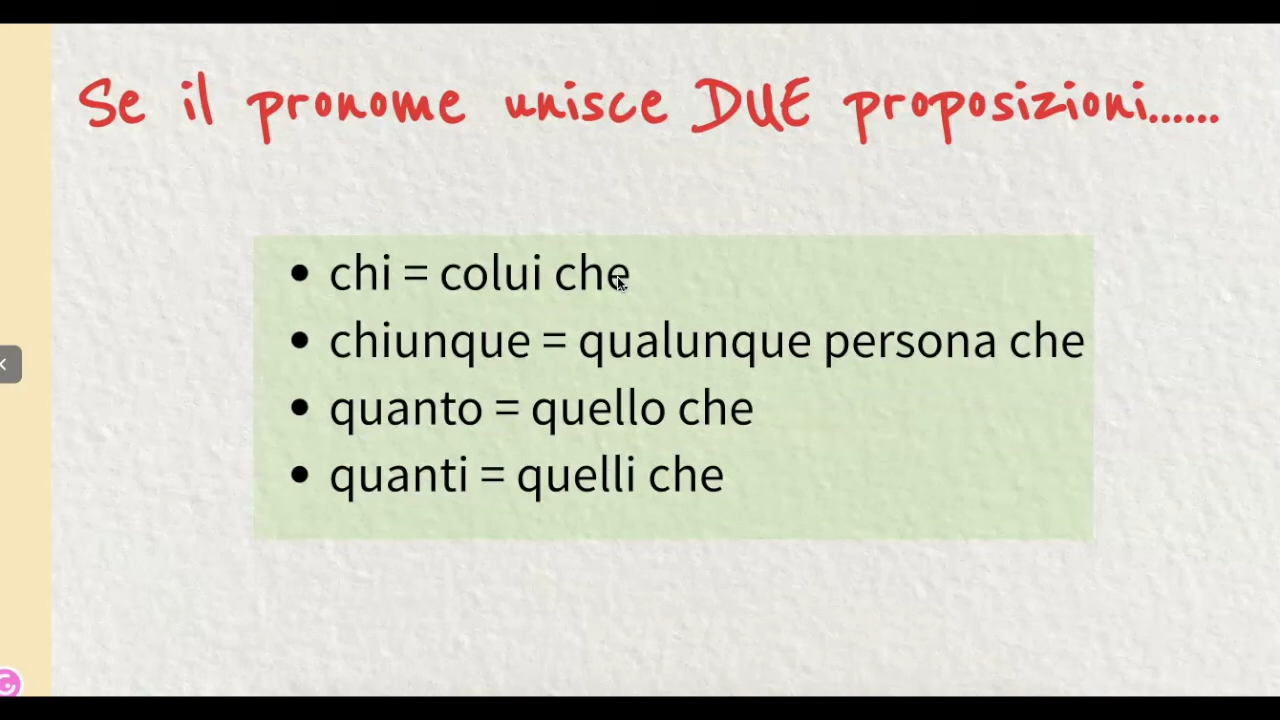 Se il pronome unisce DUE proposizioni......
• chi = colui che
• chiunque = qualunque persona che
• quanto = quello che
• quanti = quelli che